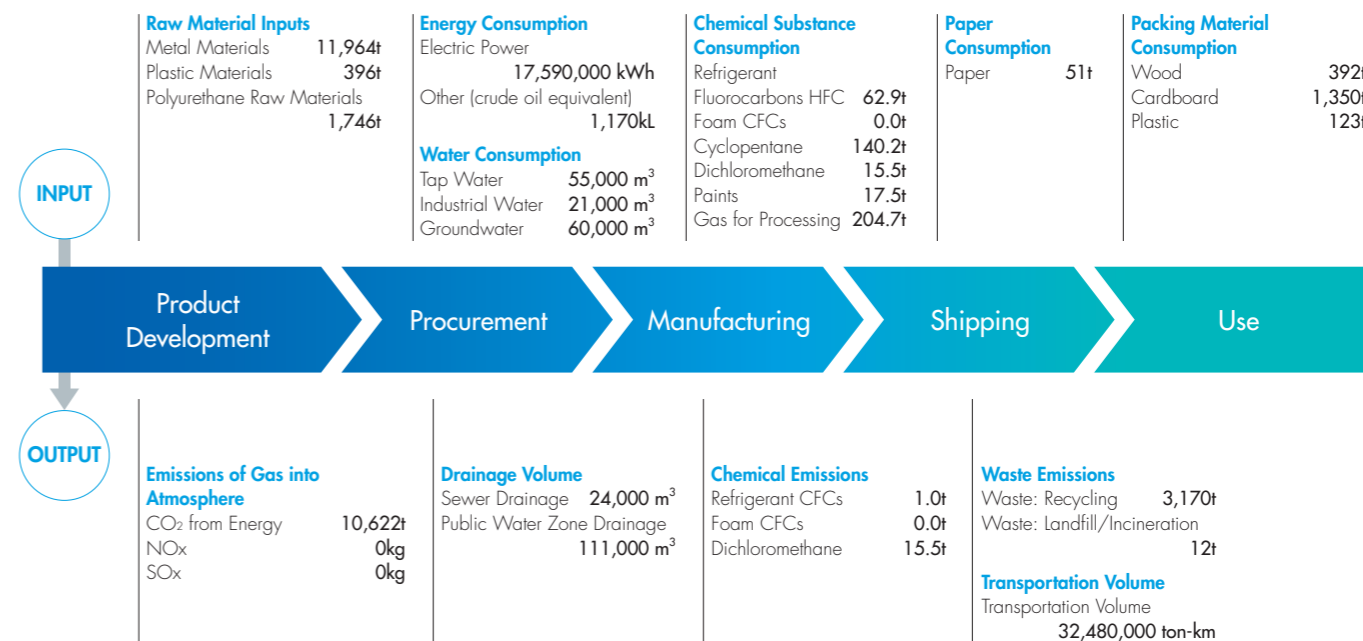 Raw Material Inputs
Metal Materials 11,964t
Plastic Materials 396t
Polyurethane Raw Materials
1,746t
Energy Consumption
Electric Power
17,590,000 kWh
Other (crude oil equivalent)
1,170kL
Water Consumption
Tap Water 55,000 m³
Industrial Water 21,000 m³
Groundwater 60,000 m³
Chemical Substance
Consumption
Refrigerant
Fluorocarbons HFC 62.9t
Foam CFCs 0.0t
Cyclopentane 140.2t
Dichloromethane 15.5t
Paints 17.5t
Gas for Processing 204.7t
Paper
Consumption
Paper 51t
Packing Material
Consumption
Wood 392t
Cardboard 1,350t
Plastic 123t
INPUT
Product
Development
Procurement
Manufacturing
Shipping
Use
OUTPUT
Emissions of Gas into
Atmosphere
CO₂ from Energy 10,622t
NOx 0kg
SOx 0kg
Drainage Volume
Sewer Drainage 24,000 m³
Public Water Zone Drainage
111,000 m³
Chemical Emissions
Refrigerant CFCs 1.0t
Foam CFCs 0.0t
Dichloromethane 15.5t
Waste Emissions
Waste: Recycling 3,170t
Waste: Landfill/Incineration
12t
Transportation Volume
Transportation Volume
32,480,000 ton-km